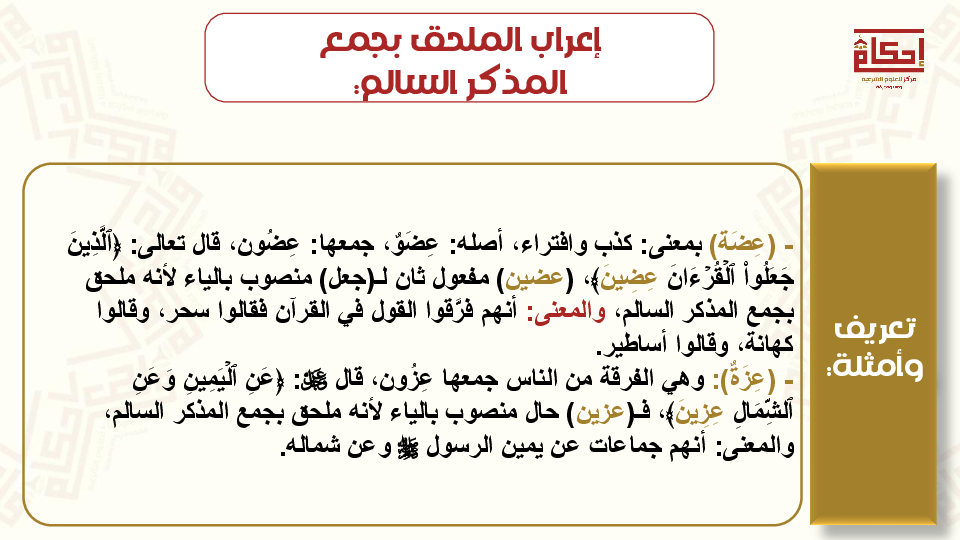 إعراب الملحق بجمع
المذكر السالم:
إحكام
مركز للعلوم الشرعية
تعريف
وأمثلة:
- (عِضَة) بمعنى: كذب وافتراء، أصله: عِضَوٌ، جمعها: عِضُون، قال تعالى: ﴿ٱلَّذِينَ
جَعَلُواْ ٱلۡقُرۡءَانَ عِضِينَ﴾، (عضين) مفعول ثان لـ(جعل) منصوب بالياء لأنه ملحق
بجمع المذكر السالم، والمعنى: أنهم فرَّقوا القول في القرآن فقالوا سحر، وقالوا
كهانة، وقالوا أساطير.
- (عِزَةٌ): وهي الفرقة من الناس جمعها عِزُون، قال ﷻ: ﴿عَنِ ٱلۡيَمِينِ وَعَنِ
ٱلشِّمَالِ عِزِينَ﴾، فـ(عزين) حال منصوب بالياء لأنه ملحق بجمع المذكر السالم،
والمعنى: أنهم جماعات عن يمين الرسول ﷺ وعن شماله.